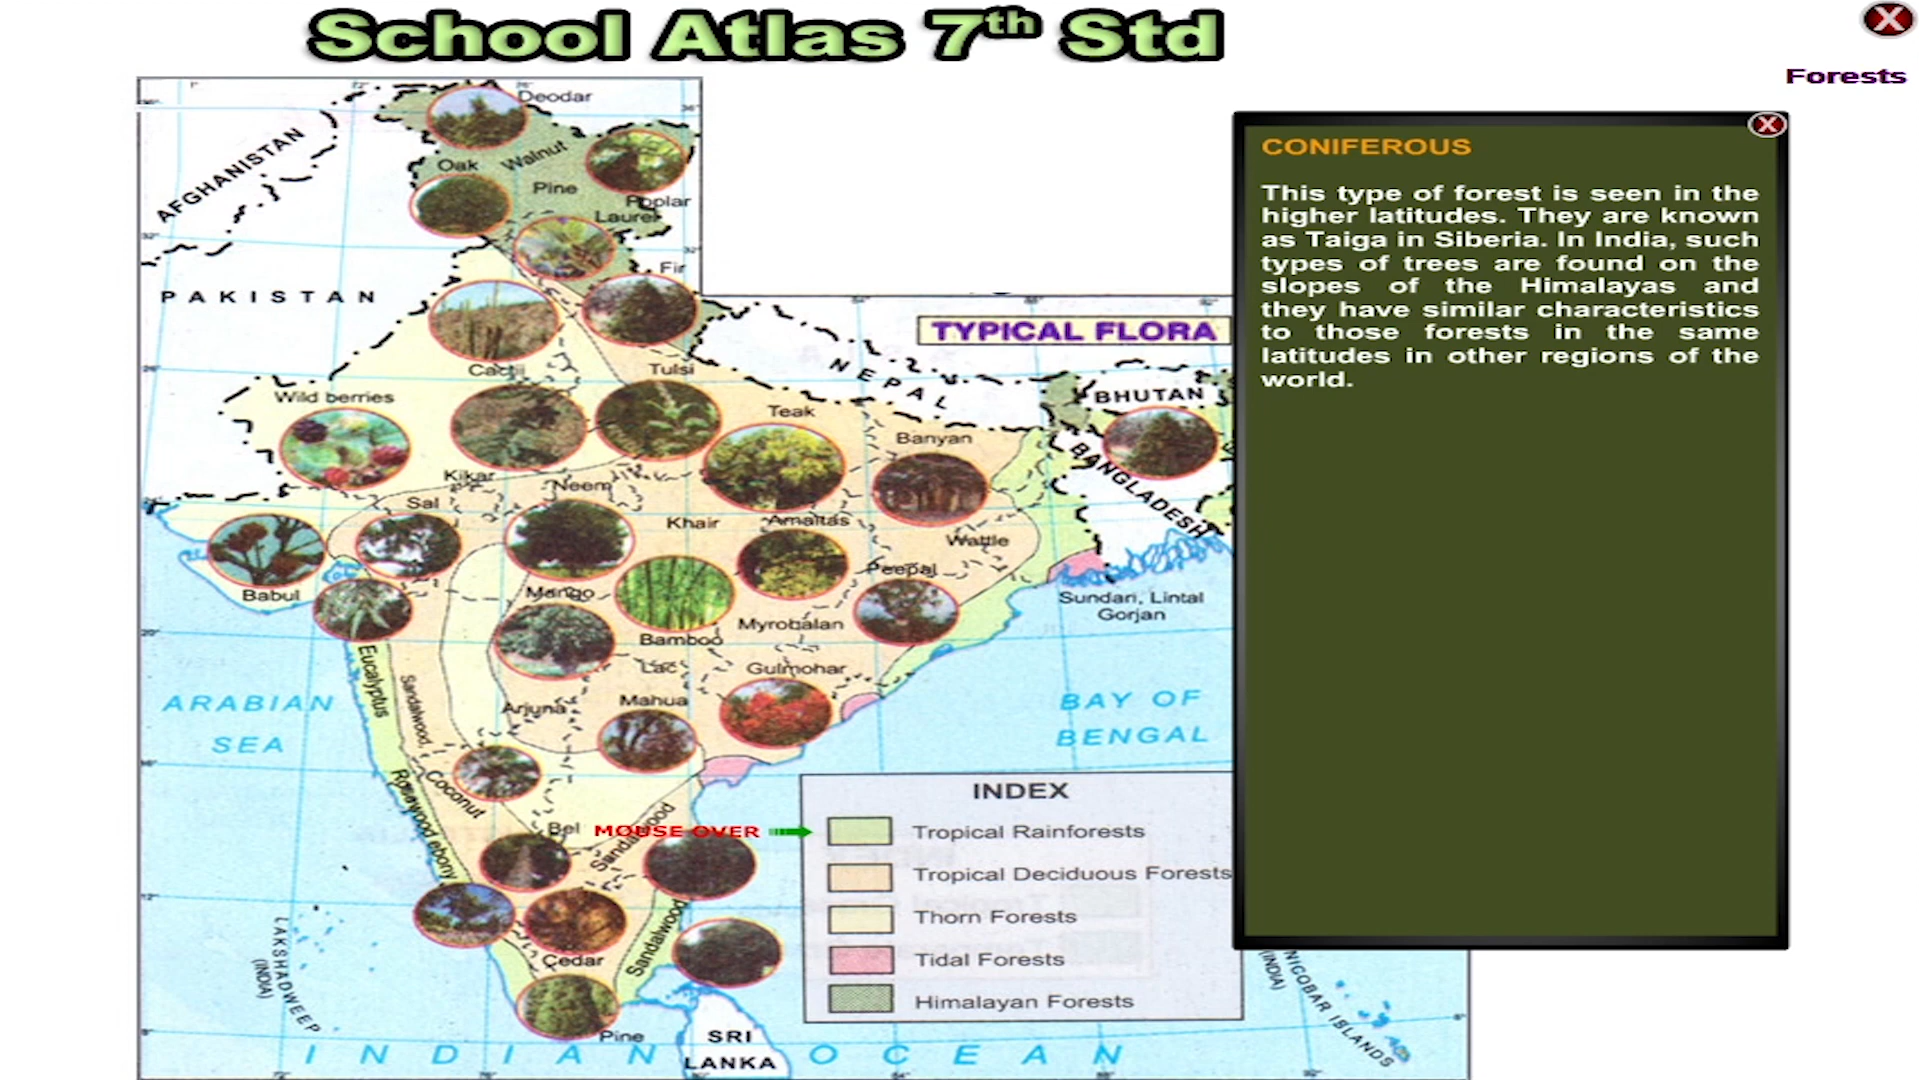 School Atlas 7th Std
Forests
CONIFEROUS
This type of forest is seen in the
higher latitudes. They are known
as Taiga in Siberia. In India, such
types of trees are found on the
slopes of the Himalayas and
they have similar characteristics
to those forests in the same
latitudes in other regions of the
world.
TYPICAL FLORA
AFGHANISTAN
PAKISTAN
NEPAL
BHUTAN
BANGLADESH
Deodar
Oak
Walnut
Pine
Poplar
Laurel
Fir
Cactii
Tulsi
Wild berries
Teak
Banyan
Kikar
Neem
Sal
Khair
Amaltas
Wattle
Peepal
Babul
Mango
Sundari, Lintal
Gorjan
Bamboo
Myrobalan
Lac
Gulmohar
Eucalyptus
Sandalwood,
Arjuna
Mahua
ARABIAN
SEA
BAY OF
BENGAL
Rosewood ebony
Coconut
Bel
Sandalwood
MOUSE OVER
Sandalwood
Cedar
Pine
LAKSHADWEEP
(INDIA)
NICOBAR ISLANDS
(INDIA)
SRI
LANKA
INDIAN OCEAN
INDEX
Tropical Rainforests
Tropical Deciduous Forests
Thorn Forests
Tidal Forests
Himalayan Forests